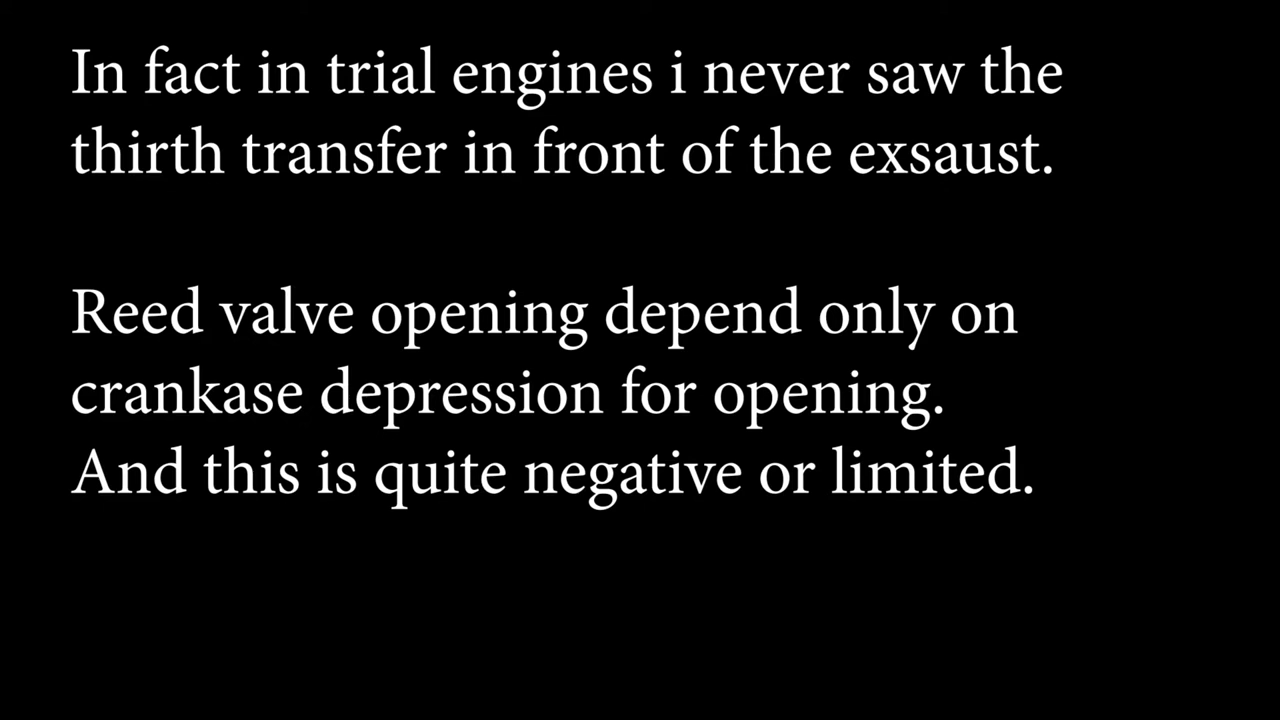 In fact in trial engines i never saw the
thirth transfer in front of the exsaust.
Reed valve opening depend only on
crankase depression for opening.
And this is quite negative or limited.